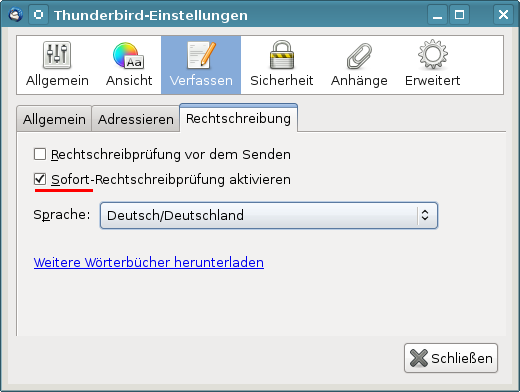 Thunderbird-Einstellungen
Allgemein Ansicht Verfassen Sicherheit Anhänge Erweitert
Allgemein Adressieren Rechtschreibung
Rechtschreibprüfung vor dem Senden
Sofort-Rechtschreibprüfung aktivieren
Sprache: Deutsch/Deutschland
Weitere Wörterbücher herunterladen
Schließen